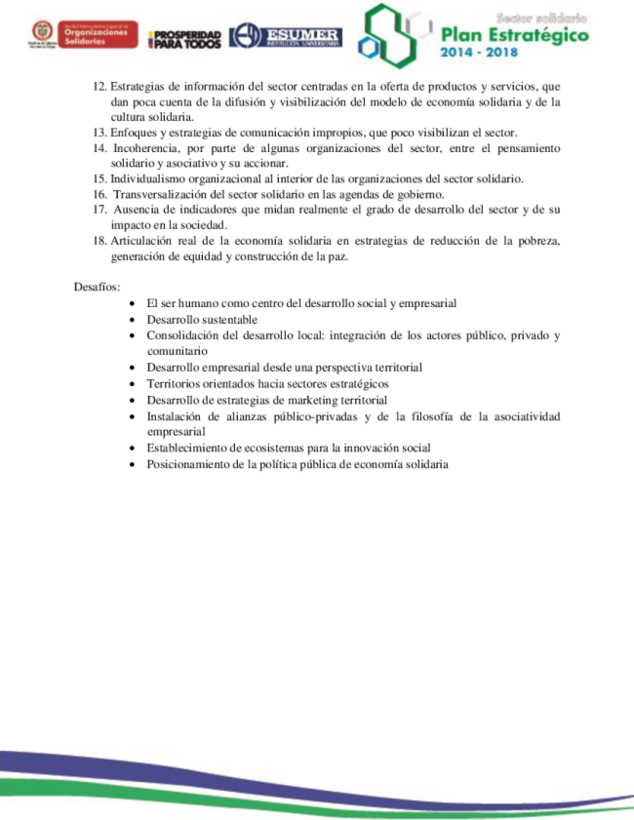 Unidad Administrativa Especial de
Organizaciones
Solidarias
PROSPERIDAD
PARA TODOS
ESUMER
INSTITUCIÓN UNIVERSITARIA
Sector solidario
Plan Estratégico
2014 - 2018
12. Estrategias de información del sector centradas en la oferta de productos y servicios, que
dan poca cuenta de la difusión y visibilización del modelo de economía solidaria y de la
cultura solidaria.
13. Enfoques y estrategias de comunicación impropios, que poco visibilizan el sector.
14. Incoherencia, por parte de algunas organizaciones del sector, entre el pensamiento
solidario y asociativo y su accionar.
15. Individualismo organizacional al interior de las organizaciones del sector solidario.
16. Transversalización del sector solidario en las agendas de gobierno.
17. Ausencia de indicadores que midan realmente el grado de desarrollo del sector y de su
impacto en la sociedad.
18. Articulación real de la economía solidaria en estrategias de reducción de la pobreza,
generación de equidad y construcción de la paz.
Desafíos:
• El ser humano como centro del desarrollo social y empresarial
• Desarrollo sustentable
• Consolidación del desarrollo local: integración de los actores público, privado y
comunitario
• Desarrollo empresarial desde una perspectiva territorial
• Territorios orientados hacia sectores estratégicos
• Desarrollo de estrategias de marketing territorial
• Instalación de alianzas público-privadas y de la filosofía de la asociatividad
empresarial
• Establecimiento de ecosistemas para la innovación social
• Posicionamiento de la política pública de economía solidaria